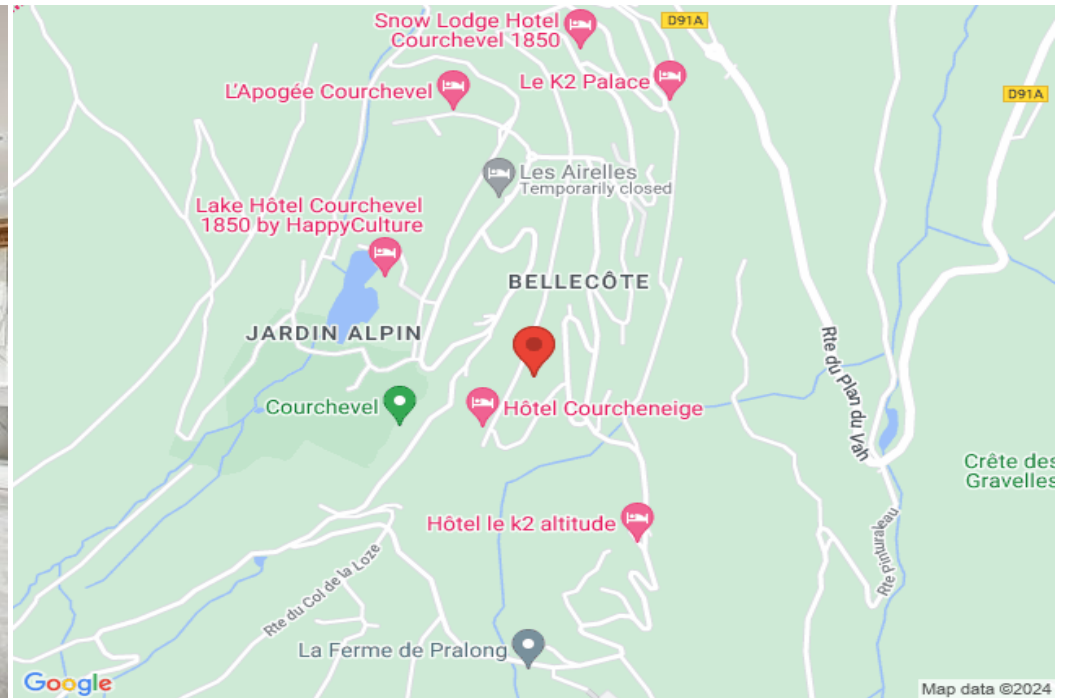 Snow Lodge Hotel
Courchevel 1850
D91A
L'Apogée Courchevel
Le K2 Palace
D91A
Les Airelles
Temporarily closed
Lake Hôtel Courchevel
1850 by HappyCulture
BELLECÔTE
JARDIN ALPIN
Rte du Plan du Vah
Courchevel
Hôtel Courcheneige
Crête des
Gravelles
Hôtel le k2 altitude
Rte pinturaleau
Rte du Col de la Loze
La Ferme de Pralong
Google
Map data ©2024